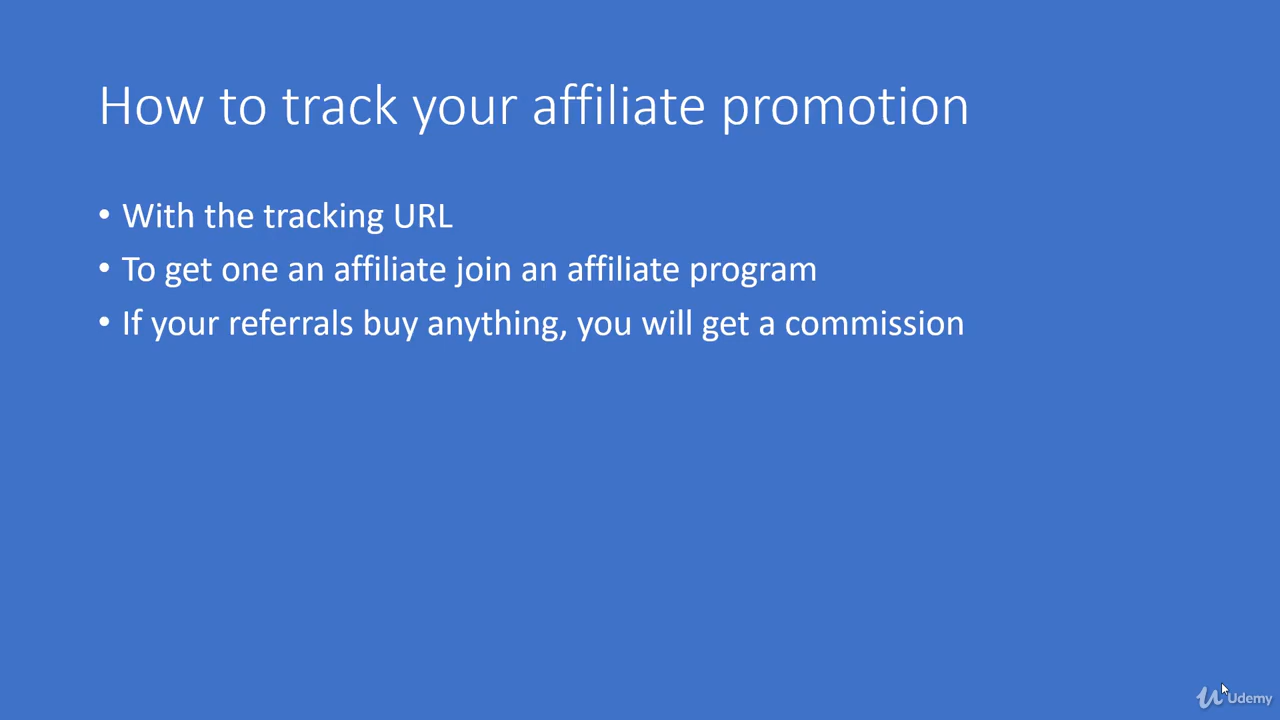 How to track your affiliate promotion
• With the tracking URL
• To get one an affiliate join an affiliate program
• If your referrals buy anything, you will get a commission
Udemy